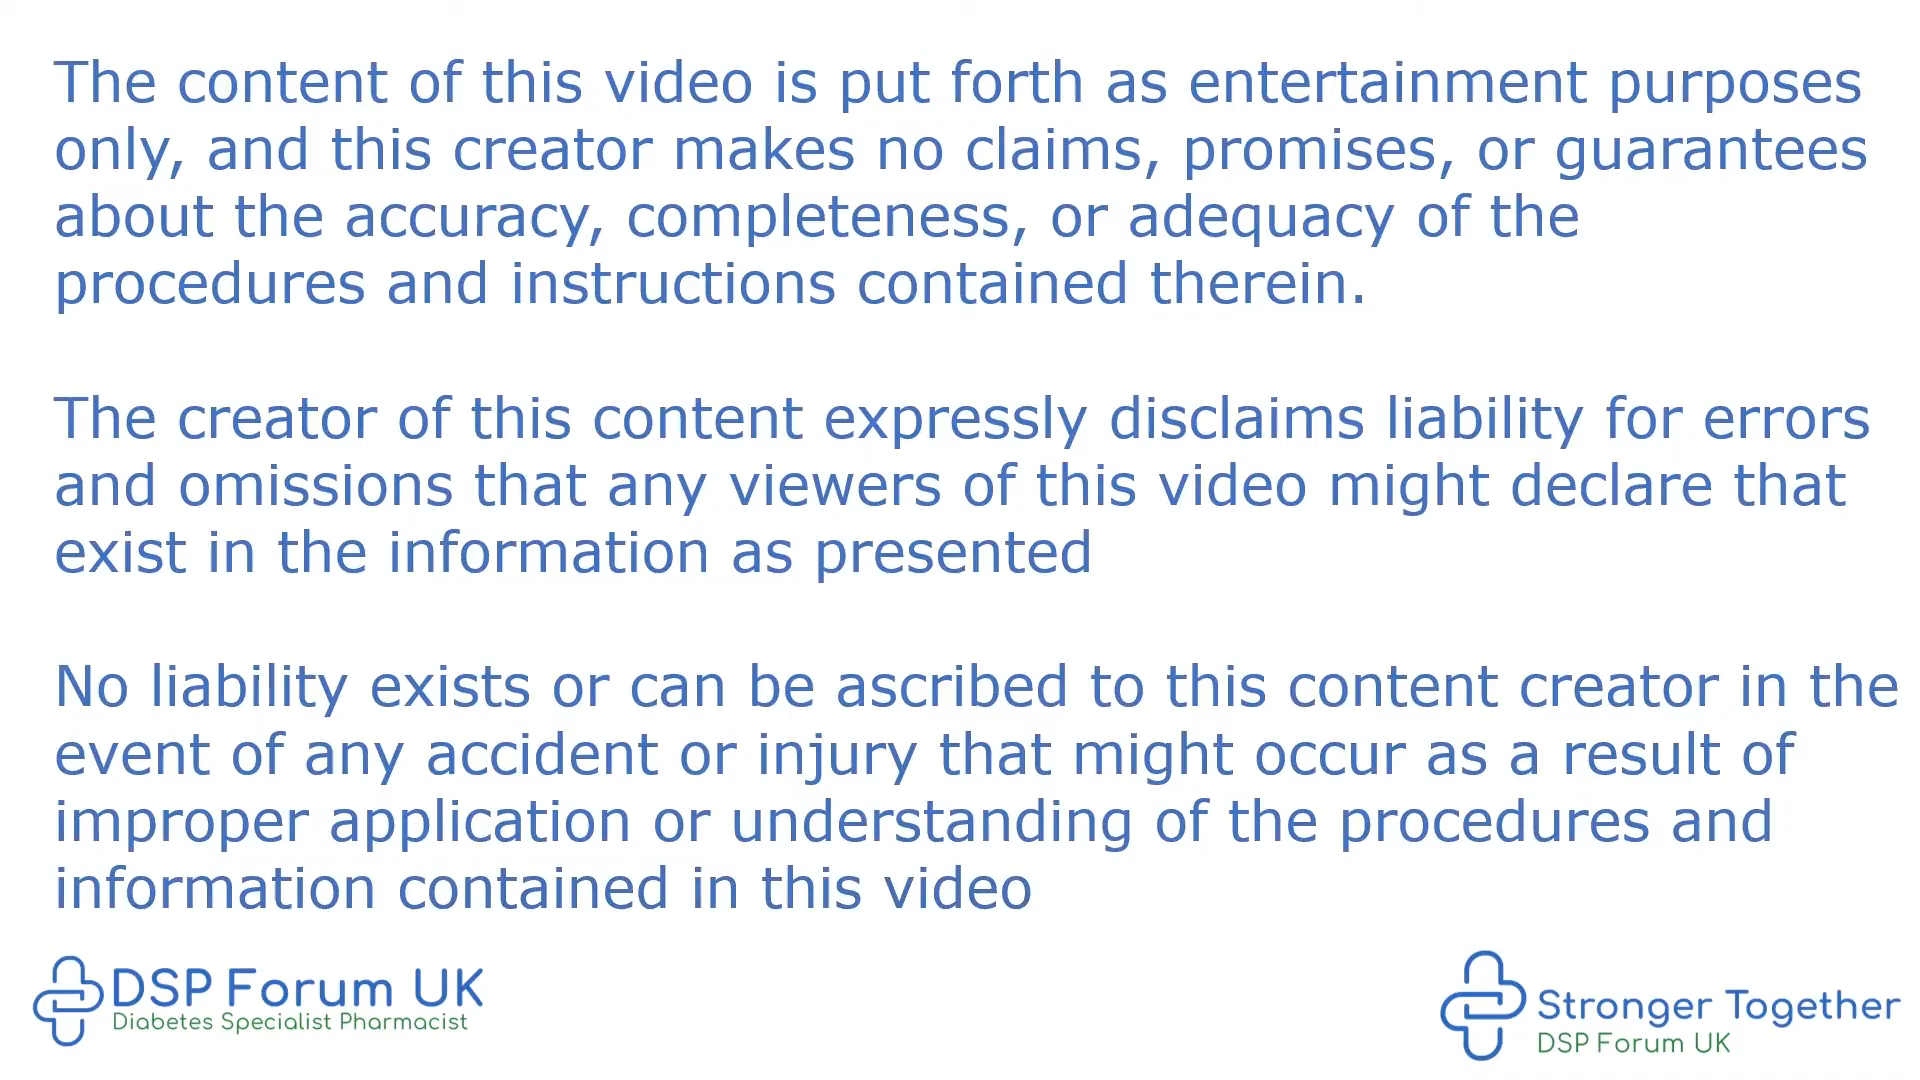 The content of this video is put forth as entertainment purposes
only, and this creator makes no claims, promises, or guarantees
about the accuracy, completeness, or adequacy of the
procedures and instructions contained therein.
The creator of this content expressly disclaims liability for errors
and omissions that any viewers of this video might declare that
exist in the information as presented
No liability exists or can be ascribed to this content creator in the
event of any accident or injury that might occur as a result of
improper application or understanding of the procedures and
information contained in this video
DSP Forum UK
Diabetes Specialist Pharmacist
Stronger Together
DSP Forum UK